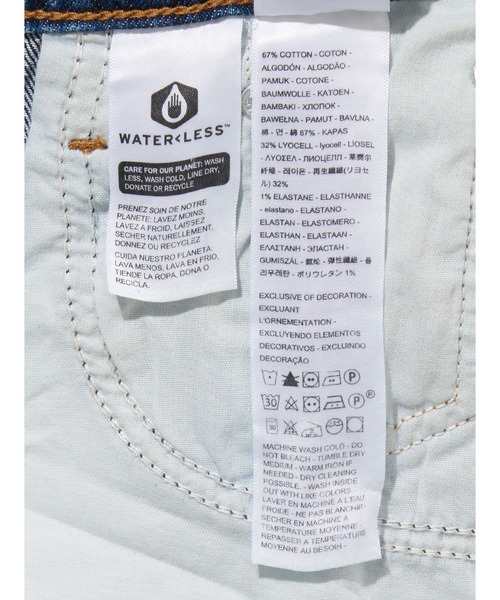 WATER<LESS™
CARE FOR OUR PLANET: WASH
LESS, WASH COLD, LINE DRY,
DONATE OR RECYCLE
PRENEZ SOIN DE NOTRE
PLANETE: LAVEZ MOINS,
LAVEZ A FROID, LAISSEZ
SECHER NATURELLEMENT,
DONNEZ OU RECYCLEZ
CUIDA NUESTRO PLANETA:
LAVA MENOS, LAVA EN FRIO,
TIENDE LA ROPA, DONA O
RECICLA.
67% COTTON - COTON -
ALGODÓN - ALGODÃO -
PAMUK - COTONE -
BAUMWOLLE - KATOEN -
BAMBAKI - ХЛОПОК -
BAWEŁNA - PAMUT - BAVLNA -
棉 - 면 - 綿 67% - KAPAS
32% LYOCELL - lyocell - LIOSEL
- ΛΥΟΣΕΛ - ЛИОЦЕЛЛ - 莱赛尔
纤维 - 레이온 - 再生繊維(リヨセ
ル) 32%
1% ELASTANE - ELASTHANNE
- elastano - ELASTANO -
ELASTAN - ELASTOMERO -
ELASTHAN - ELASTAAN -
ΕΛΑΣΤΑΝΗ - ЭЛАСТАН -
GUMISZÁL - 氨纶 - 弾性繊維 - 폴
리우레탄 - ポリウレタン 1%
EXCLUSIVE OF DECORATION -
EXCLUANT
L'ORNEMENTATION -
EXCLUYENDO ELEMENTOS
DECORATIVOS - EXCLUINDO
DECORAÇÃO
P
30 P ®
30
MACHINE WASH COLD - DO
NOT BLEACH - TUMBLE DRY
MEDIUM - WARM IRON IF
NEEDED - DRY CLEANING
POSSIBLE. - WASH INSIDE
OUT WITH LIKE COLORS -
LAVER EN MACHINE A L'EAU
FROIDE - NE PAS BLANCHIR -
SECHER EN MACHINE A
TEMPERATURE MOYENNE -
REPASSER A TEMPERATURE
MOYENNE AU BESOIN -